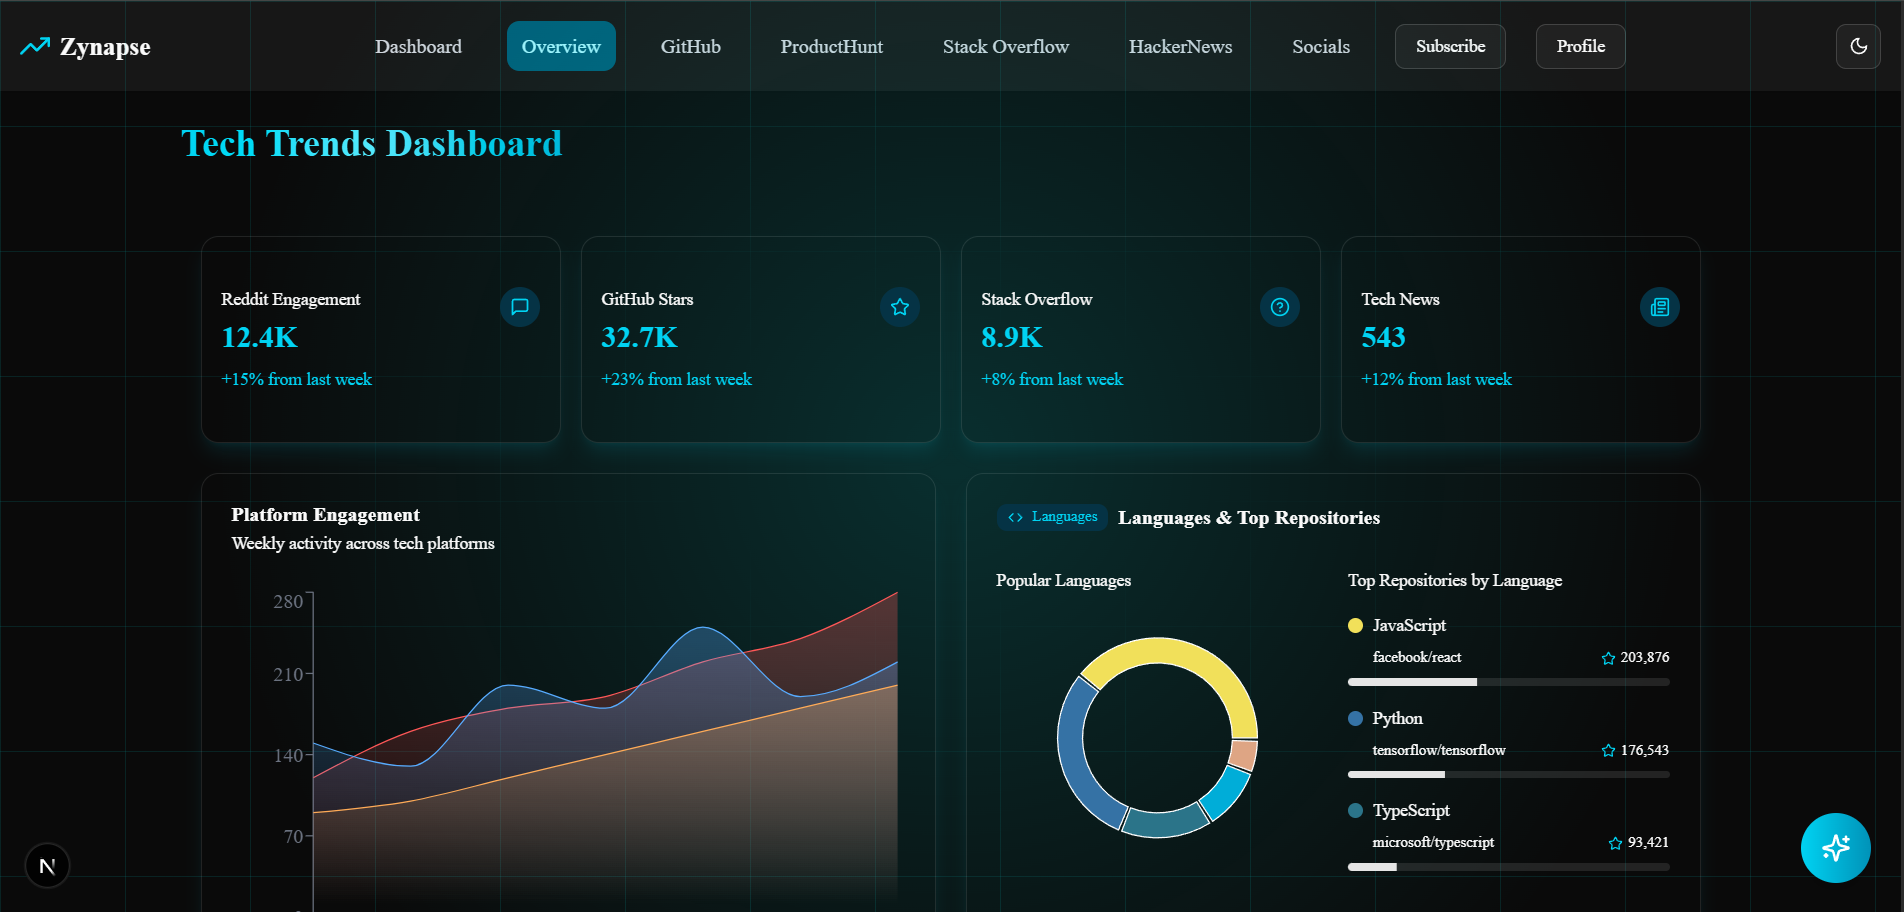 Zynapse
Dashboard
Overview
GitHub
ProductHunt
Stack Overflow
HackerNews
Socials
Subscribe
Profile
Tech Trends Dashboard
Reddit Engagement
12.4K
+15% from last week
GitHub Stars
32.7K
+23% from last week
Stack Overflow
8.9K
+8% from last week
Tech News
543
+12% from last week
Platform Engagement
Weekly activity across tech platforms
280
210
140
70
Languages
Languages & Top Repositories
Popular Languages
Top Repositories by Language
JavaScript
facebook/react
203,876
Python
tensorflow/tensorflow
176,543
TypeScript
microsoft/typescript
93,421
N